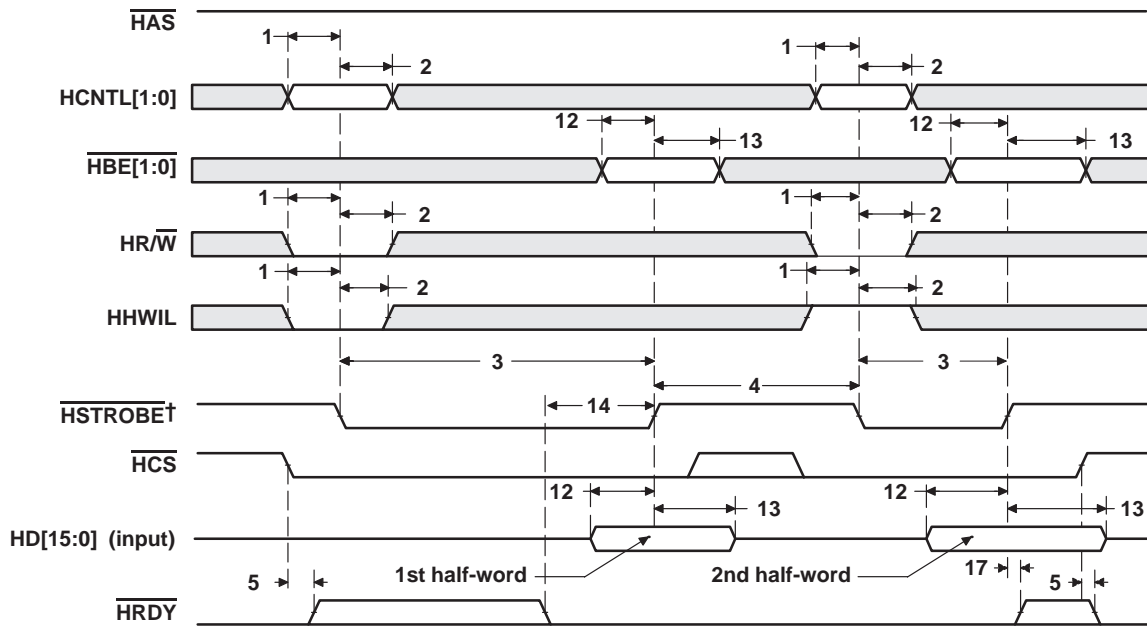 HAS
1
1
2
2
HCNTL[1:0]
12
13
12
13
HBE[1:0]
1
1
2
2
HR/W
1
1
2
2
HHWIL
3
4
3
14
HSTROBE†
HCS
12
13
12
13
HD[15:0] (input)
1st half-word
2nd half-word
5
17
5
HRDY